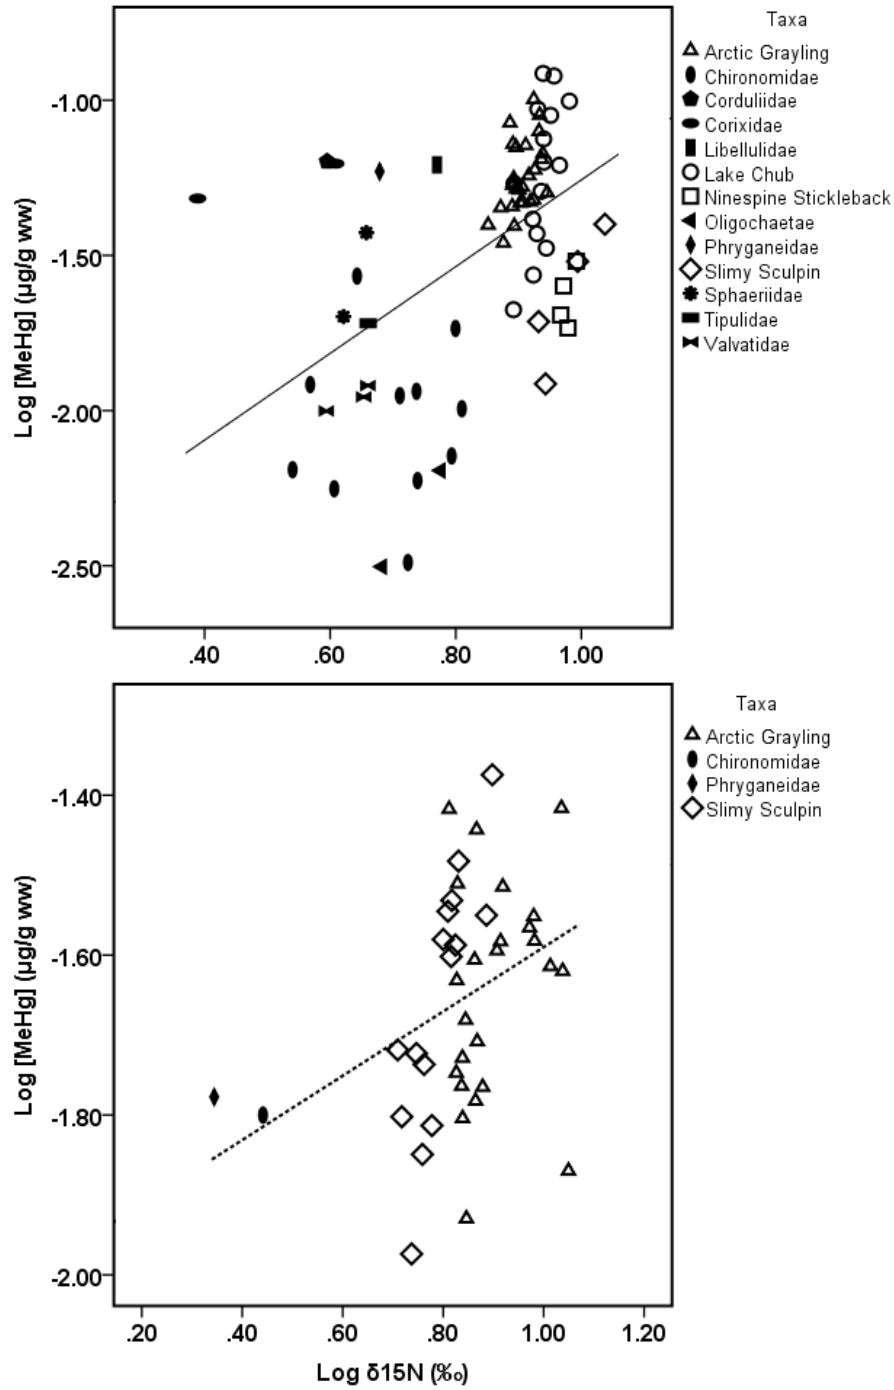 Taxa
Arctic Grayling
Chironomidae
Corduliidae
Corixidae
Libellulidae
Lake Chub
Ninespine Stickleback
Oligochaetae
Phryganeidae
Slimy Sculpin
Sphaeriidae
Tipulidae
Valvatidae
Log [MeHg] (µg/g ww)
-1.00
-1.50
-2.00
-2.50
.40 .60 .80 1.00
Taxa
Arctic Grayling
Chironomidae
Phryganeidae
Slimy Sculpin
Log [MeHg] (µg/g ww)
-1.40
-1.60
-1.80
-2.00
.20 .40 .60 .80 1.00 1.20
Log δ15N (‰)